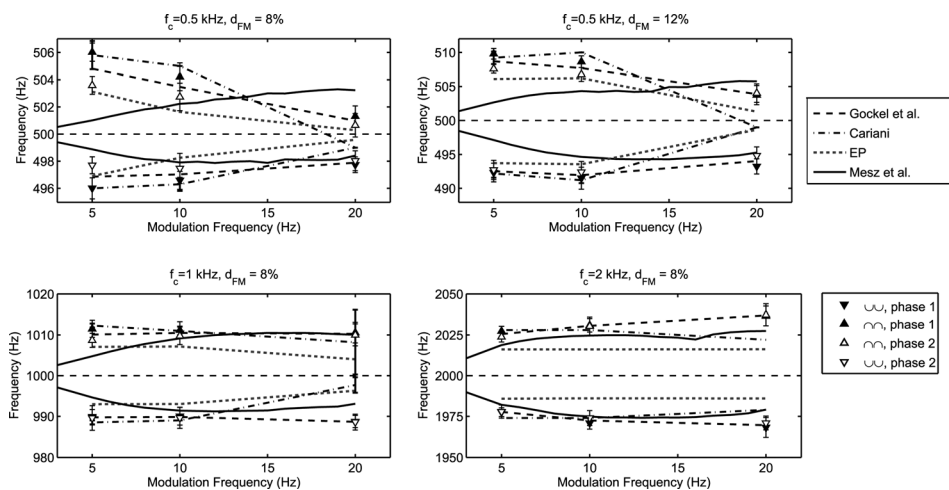 f_c=0.5 kHz, d_FM = 8%
f_c=0.5 kHz, d_FM = 12%
Frequency (Hz)
506
504
502
500
498
496
5
10
15
20
Modulation Frequency (Hz)
Frequency (Hz)
510
505
500
495
490
5
10
15
20
Modulation Frequency (Hz)
Gockel et al.
Cariani
EP
Mesz et al.
f_c=1 kHz, d_FM = 8%
f_c=2 kHz, d_FM = 8%
Frequency (Hz)
1020
1010
1000
990
980
5
10
15
20
Modulation Frequency (Hz)
Frequency (Hz)
2050
2025
2000
1975
1950
5
10
15
20
Modulation Frequency (Hz)
∪∪, phase 1
∩∩, phase 1
∩∩, phase 2
∪∪, phase 2